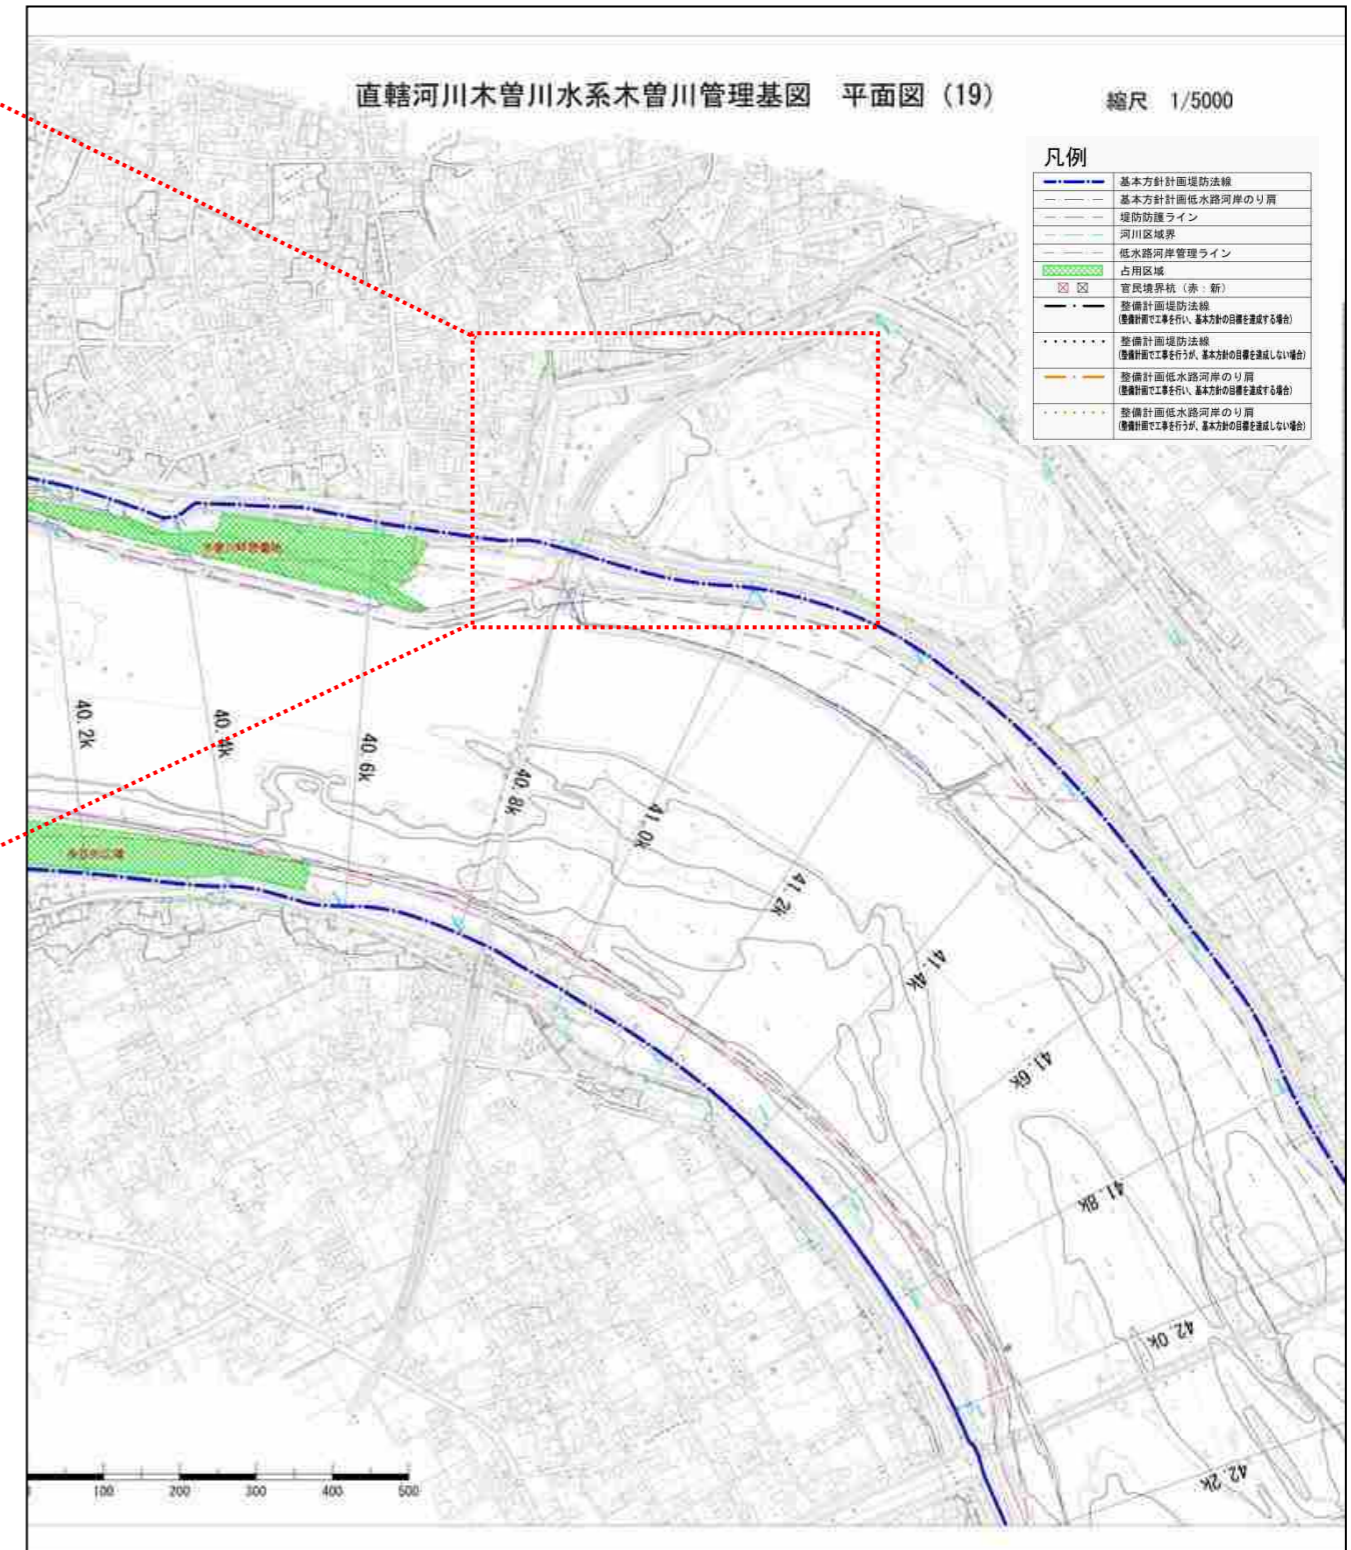 直轄河川木曽川水系木曽川管理基図 平面図(19)
縮尺 1/5000
凡例
基本方針計画堤防法線
基本方針計画低水路河岸のり肩
堤防防護ライン
河川区域界
低水路河岸管理ライン
占用区域
官民境界杭(赤:新)
整備計画堤防法線
(整備計画で工事を行い、基本方針の目標を達成する場合)
整備計画堤防法線
(整備計画で工事を行うが、基本方針の目標を達成しない場合)
整備計画低水路河岸のり肩
(整備計画で工事を行い、基本方針の目標を達成する場合)
整備計画低水路河岸のり肩
(整備計画で工事を行うが、基本方針の目標を達成しない場合)
40.2k
40.4k
40.6k
40.8k
41.0k
41.2k
41.4k
41.6k
41.8k
42.0k
42.2k
100 200 300 400 500